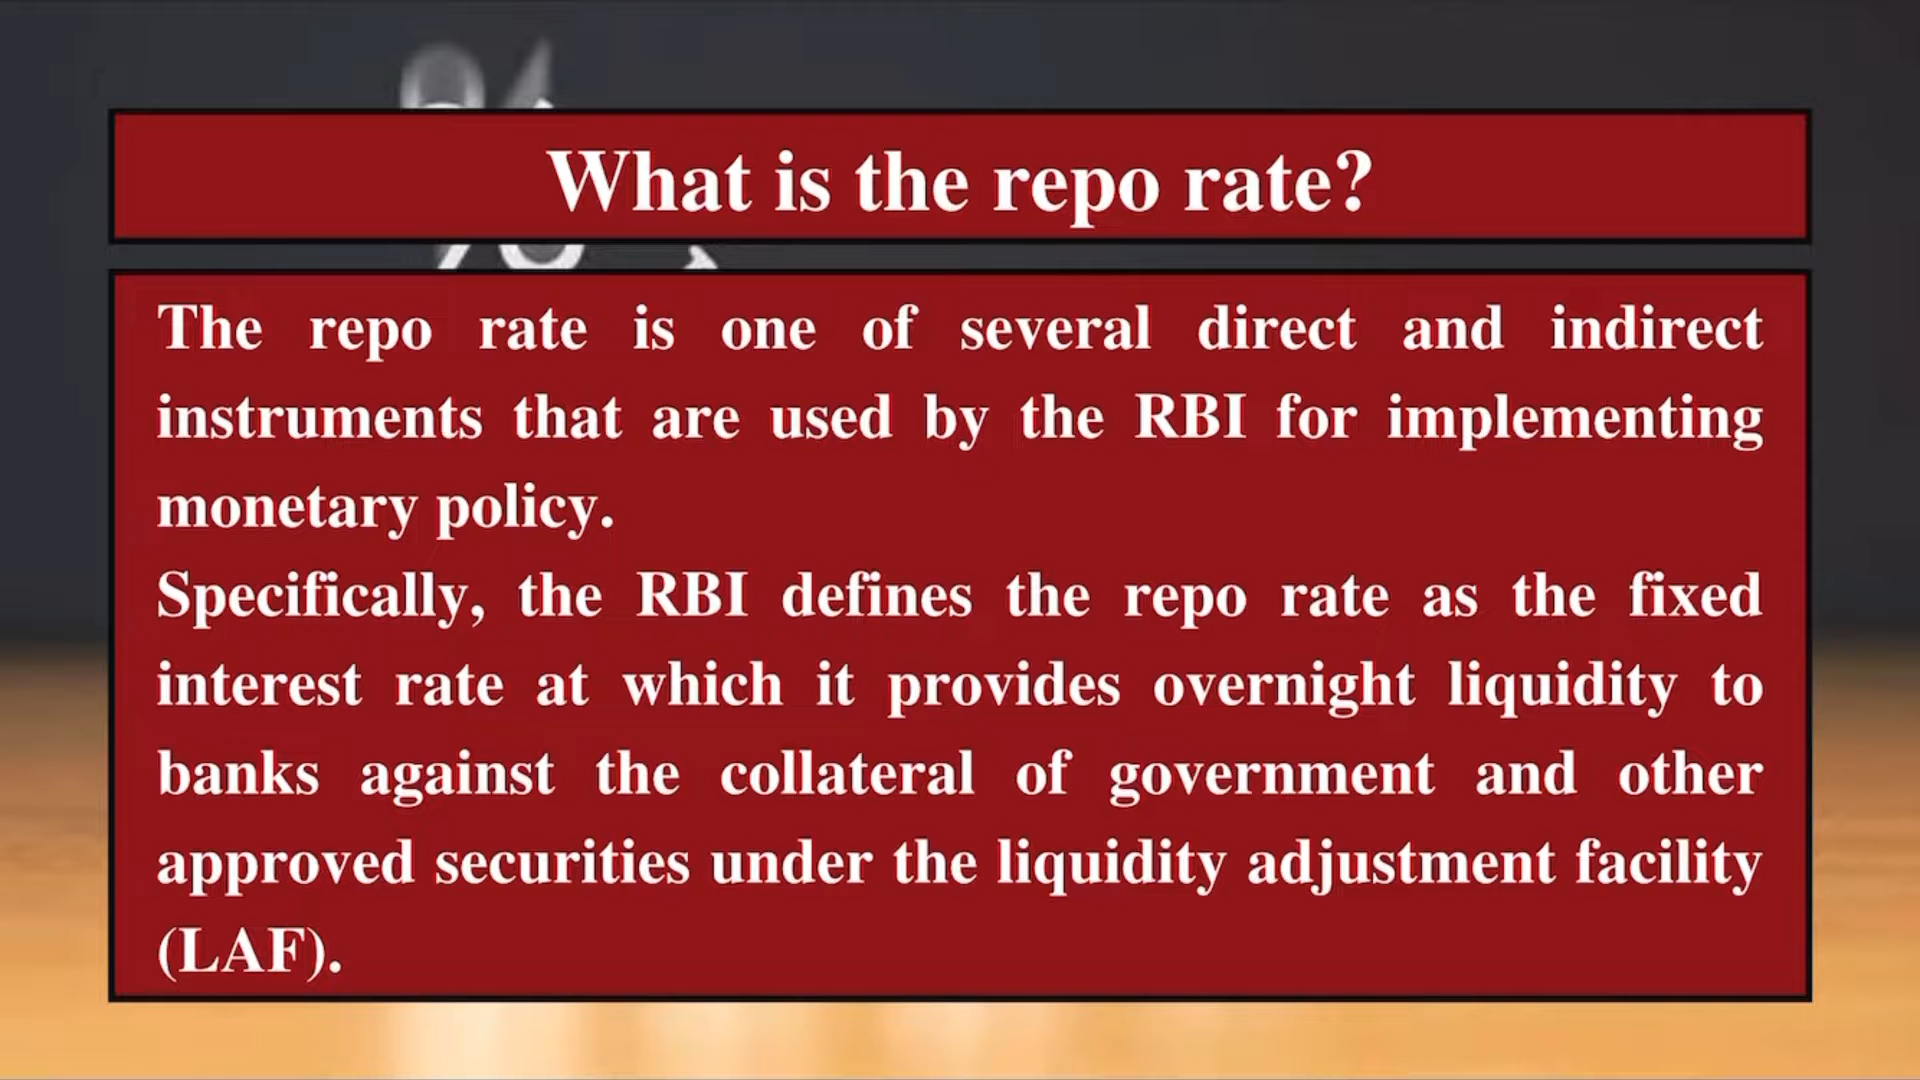 What is the repo rate?
The repo rate is one of several direct and indirect
instruments that are used by the RBI for implementing
monetary policy.
Specifically, the RBI defines the repo rate as the fixed
interest rate at which it provides overnight liquidity to
banks against the collateral of government and other
approved securities under the liquidity adjustment facility
(LAF).